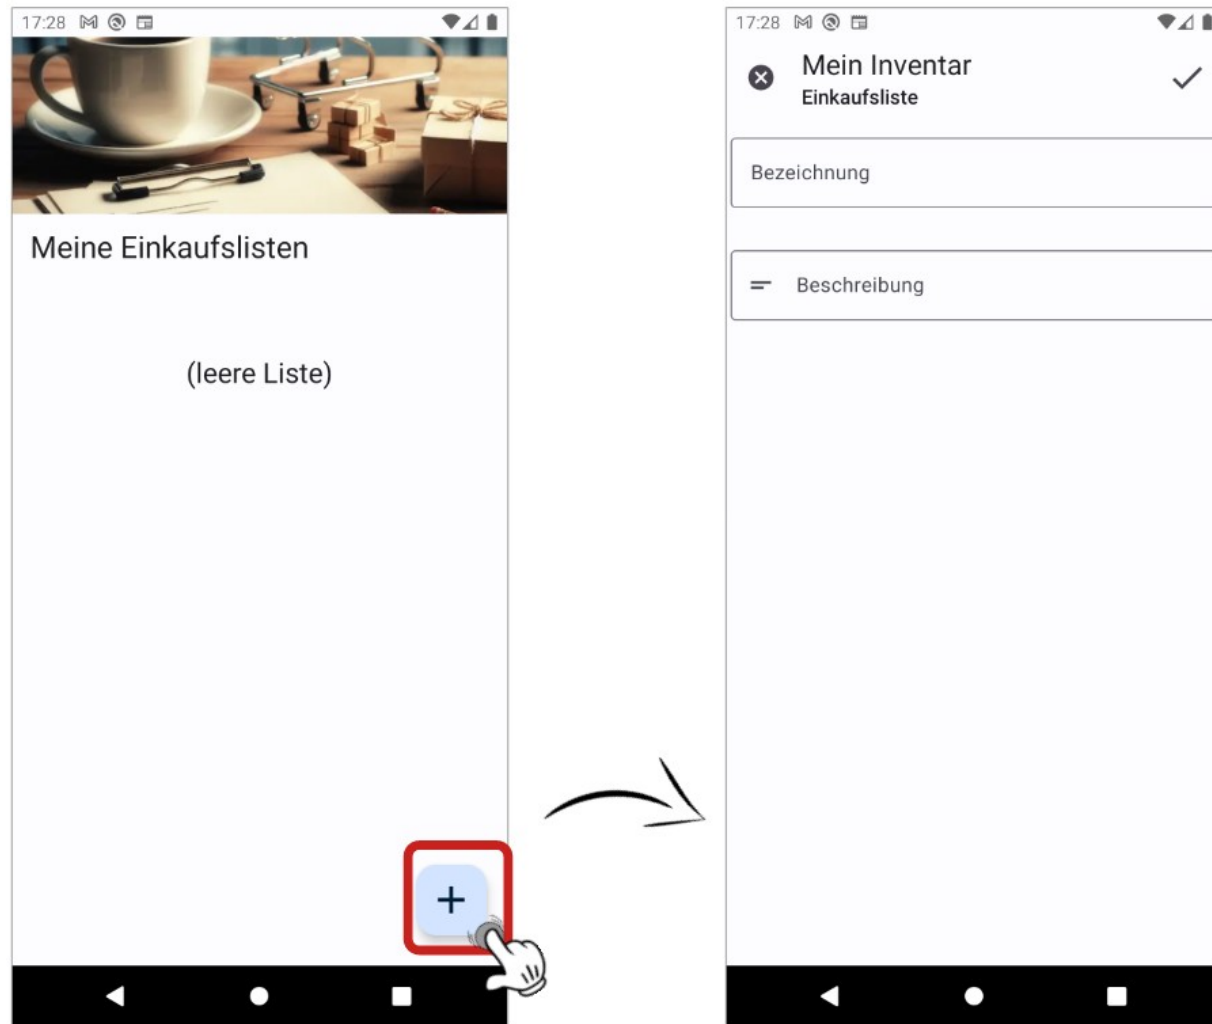 17:28
Meine Einkaufslisten
(leere Liste)
17:28
Mein Inventar
Einkaufsliste
Bezeichnung
Beschreibung